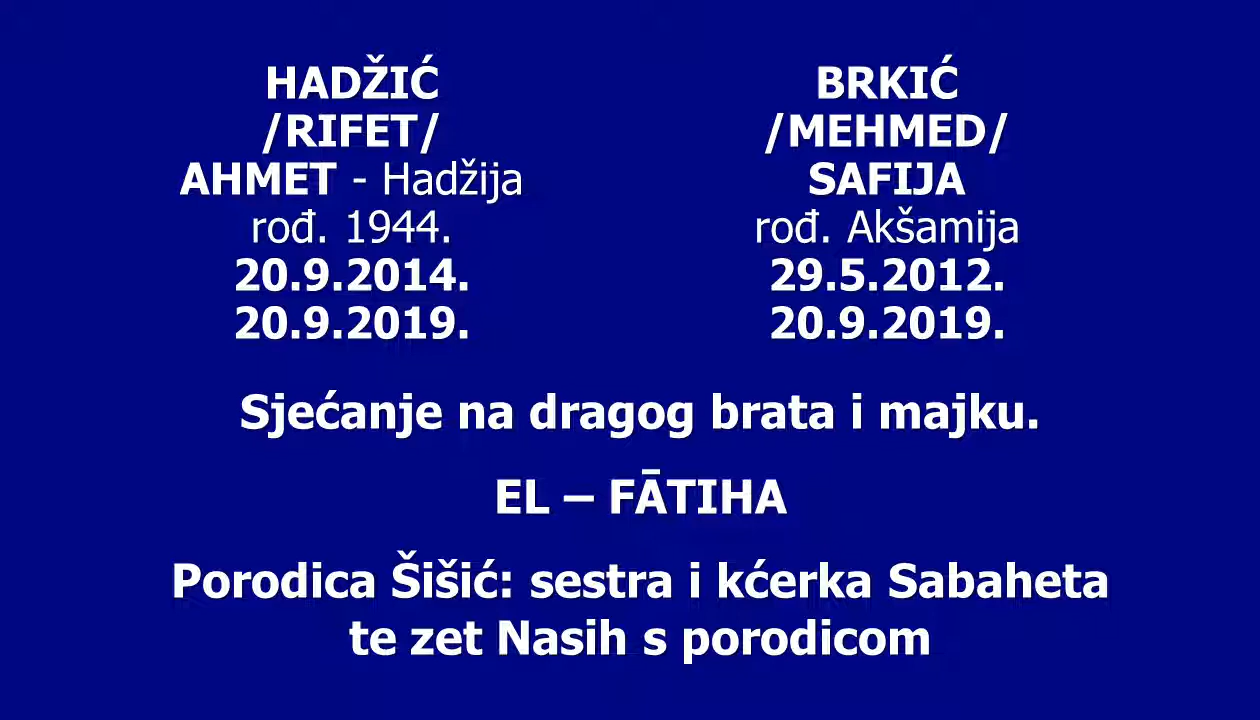 HADŽIĆ
/RIFET/
AHMET - Hadžija
rođ. 1944.
20.9.2014.
20.9.2019.
BRKIĆ
/MEHMED/
SAFIJA
rođ. Akšamija
29.5.2012.
20.9.2019.
Sjećanje na dragog brata i majku.
EL – FĀTIHA
Porodica Šišić: sestra i kćerka Sabaheta
te zet Nasih s porodicom